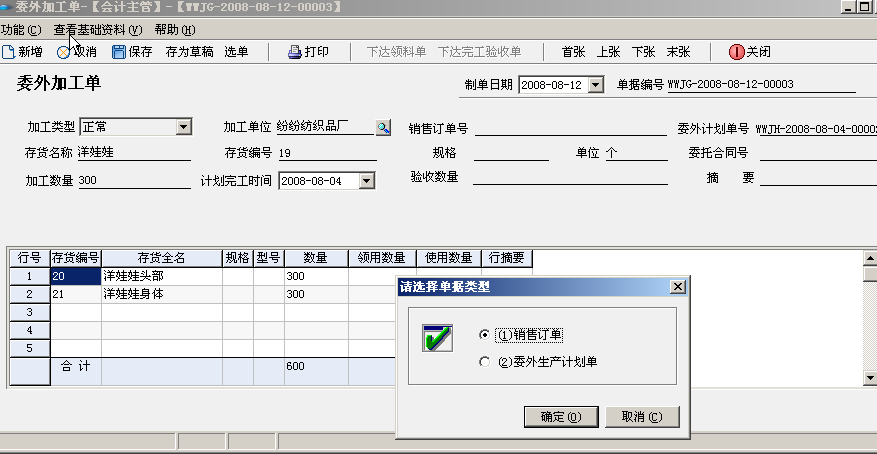 委外加工单-【会计主管】-【WWJG-2008-08-12-00003】
功能(C) 查看基础资料(V) 帮助(H)
新增 取消 保存 存为草稿 选单 打印 下达领料单 下达完工验收单 首张 上张 下张 末张 关闭
委外加工单 制单日期 2008-08-12 单据编号 WWJG-2008-08-12-00003
加工类型 正常 加工单位 纷纷纺织品厂 销售订单号 委外计划单号 WWJH-2008-08-04-0000
存货名称 洋娃娃 存货编号 19 规格 单位 个 委托合同号
加工数量 300 计划完工时间 2008-08-04 验收数量 摘 要
行号 存货编号 存货全名 规格 型号 数量 领用数量 使用数量 行摘要
1 20 洋娃娃头部 300
2 21 洋娃娃身体 300
3
4
5
合 计 600
请选择单据类型
(1)销售订单
(2)委外生产计划单
确定(O) 取消(C)